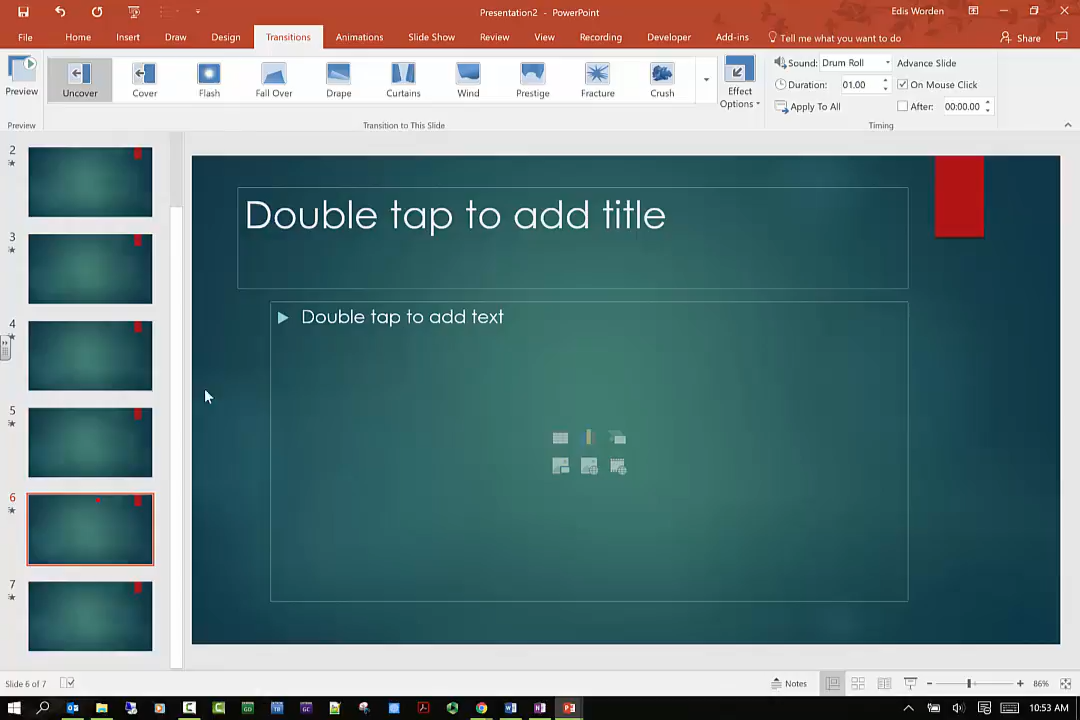 Presentation2 - PowerPoint
Edis Worden
File Home Insert Draw Design Transitions Animations Slide Show Review View Recording Developer Add-ins Tell me what you want to do Share
Preview
Uncover Cover Flash Fall Over Drape Curtains Wind Prestige Fracture Crush
Effect
Options
Sound: Drum Roll
Duration: 01.00
Apply To All
Advance Slide
On Mouse Click
After: 00:00.00
Preview Transition to This Slide Timing
2
3
4
5
6
7
Double tap to add title
Double tap to add text
Slide 6 of 7
Notes
86%
10:53 AM